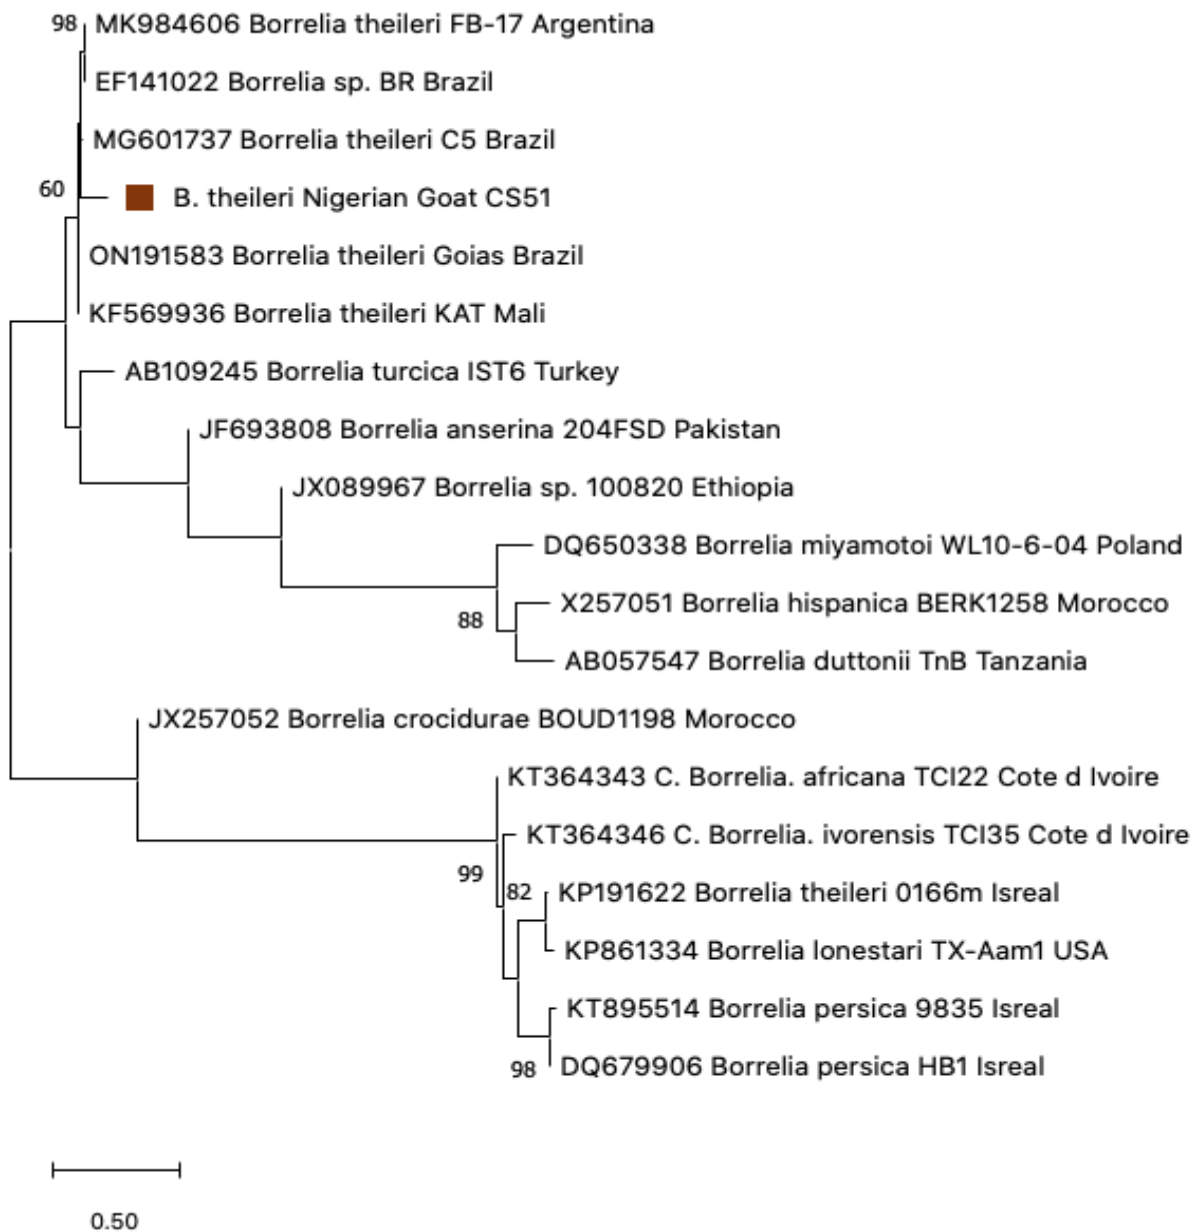 98 MK984606 Borrelia theileri FB-17 Argentina
EF141022 Borrelia sp. BR Brazil
MG601737 Borrelia theileri C5 Brazil
60
B. theileri Nigerian Goat CS51
ON191583 Borrelia theileri Goias Brazil
KF569936 Borrelia theileri KAT Mali
AB109245 Borrelia turcica IST6 Turkey
JF693808 Borrelia anserina 204FSD Pakistan
JX089967 Borrelia sp. 100820 Ethiopia
DQ650338 Borrelia miyamotoi WL10-6-04 Poland
X257051 Borrelia hispanica BERK1258 Morocco
88
AB057547 Borrelia duttonii TnB Tanzania
JX257052 Borrelia crocidurae BOUD1198 Morocco
KT364343 C. Borrelia. africana TCI22 Cote d Ivoire
KT364346 C. Borrelia. ivorensis TCI35 Cote d Ivoire
99
82 KP191622 Borrelia theileri 0166m Isreal
KP861334 Borrelia lonestari TX-Aam1 USA
KT895514 Borrelia persica 9835 Isreal
98 DQ679906 Borrelia persica HB1 Isreal
0.50